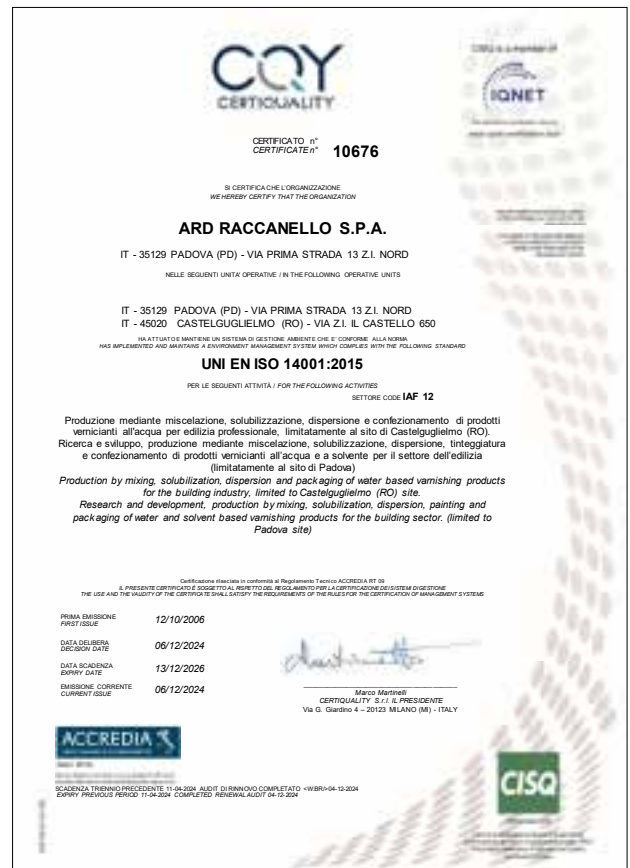 CQY
CERTIQUALITY
CISQ is a member of
IQNET
CERTIFICATO n°
CERTIFICATE n° 10676
SI CERTIFICA CHE L'ORGANIZZAZIONE
WE HEREBY CERTIFY THAT THE ORGANIZATION
ARD RACCANELLO S.P.A.
IT - 35129 PADOVA (PD) - VIA PRIMA STRADA 13 Z.I. NORD
NELLE SEGUENTI UNITA' OPERATIVE / IN THE FOLLOWING OPERATIVE UNITS
IT - 35129 PADOVA (PD) - VIA PRIMA STRADA 13 Z.I. NORD
IT - 45020 CASTELGUGLIELMO (RO) - VIA Z.I. IL CASTELLO 650
HA ATTUATO E MANTIENE UN SISTEMA DI GESTIONE AMBIENTE CHE E' CONFORME ALLA NORMA
HAS IMPLEMENTED AND MAINTAINS A ENVIRONMENT MANAGEMENT SYSTEM WHICH COMPLIES WITH THE FOLLOWING STANDARD
UNI EN ISO 14001:2015
PER LE SEGUENTI ATTIVITÀ / FOR THE FOLLOWING ACTIVITIES
SETTORE CODE IAF 12
Produzione mediante miscelazione, solubilizzazione, dispersione e confezionamento di prodotti
vernicianti all'acqua per edilizia professionale, limitatamente al sito di Castelguglielmo (RO).
Ricerca e sviluppo, produzione mediante miscelazione, solubilizzazione, dispersione, tinteggiatura
e confezionamento di prodotti vernicianti all'acqua e a solvente per il settore dell'edilizia
(limitatamente al sito di Padova)
Production by mixing, solubilization, dispersion and packaging of water based varnishing products
for the building industry, limited to Castelguglielmo (RO) site.
Research and development, production by mixing, solubilization, dispersion, painting and
packaging of water and solvent based varnishing products for the building sector. (limited to
Padova site)
Certificazione rilasciata in conformità al Regolamento Tecnico ACCREDIA RT 09
IL PRESENTE CERTIFICATO È SOGGETTO AL RISPETTO DEL REGOLAMENTO PER LA CERTIFICAZIONE DEI SISTEMI DI GESTIONE
THE USE AND THE VALIDITY OF THE CERTIFICATE SHALL SATISFY THE REQUIREMENTS OF THE RULES FOR THE CERTIFICATION OF MANAGEMENT SYSTEMS
PRIMA EMISSIONE
FIRST ISSUE 12/10/2006
DATA DELIBERA
DECISION DATE 06/12/2024
DATA SCADENZA
EXPIRY DATE 13/12/2026
EMISSIONE CORRENTE
CURRENT ISSUE 06/12/2024
Marco Martinelli
CERTIQUALITY S.r.l. IL PRESIDENTE
Via G. Giardino 4 – 20123 MILANO (MI) - ITALY
ACCREDIA
SCADENZA TRIENNIO PRECEDENTE 11-04-2024 AUDIT DI RINNOVO COMPLETATO <WBR/>04-12-2024
EXPIRY PREVIOUS PERIOD 11-04-2024 COMPLETED RENEWAL AUDIT 04-12-2024
CISQ